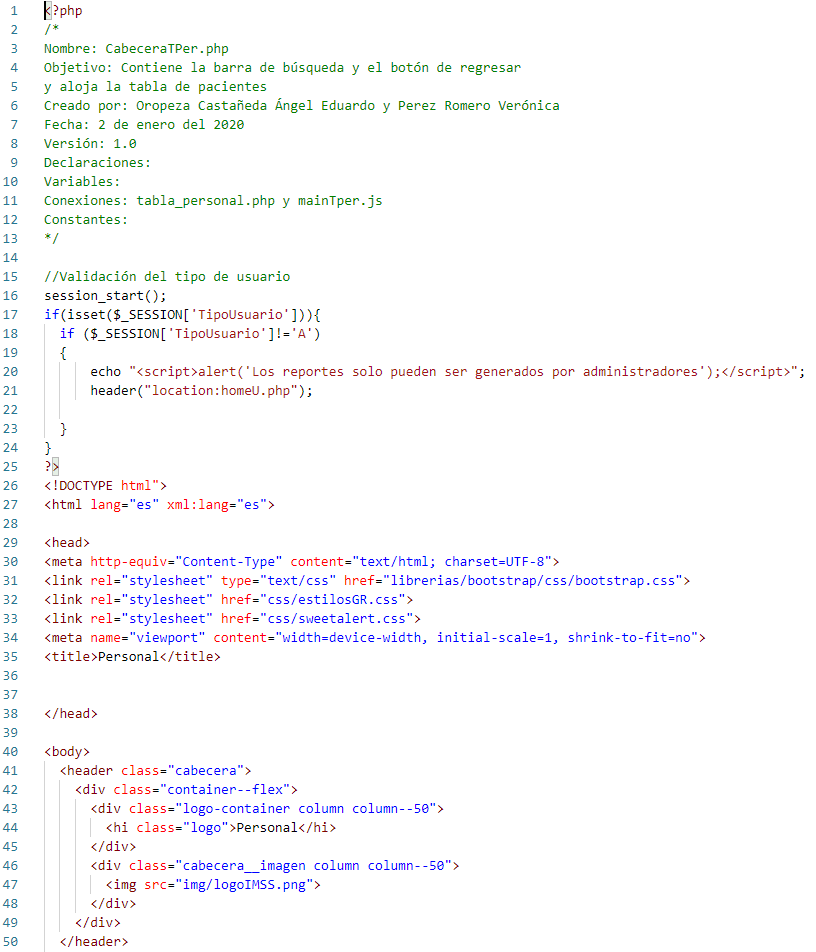 1 <?php
2 /*
3 Nombre: CabeceraTPer.php
4 Objetivo: Contiene la barra de búsqueda y el botón de regresar
5 y aloja la tabla de pacientes
6 Creado por: Oropeza Castañeda Ángel Eduardo y Perez Romero Verónica
7 Fecha: 2 de enero del 2020
8 Versión: 1.0
9 Declaraciones:
10 Variables:
11 Conexiones: tabla_personal.php y mainTper.js
12 Constantes:
13 */
14
15 //Validación del tipo de usuario
16 session_start();
17 if(isset($_SESSION['TipoUsuario'])){
18   if ($_SESSION['TipoUsuario']!='A')
19   {
20       echo "<script>alert('Los reportes solo pueden ser generados por administradores');</script>";
21       header("location:homeU.php");
22
23   }
24 }
25 ?>
26 <!DOCTYPE html">
27 <html lang="es" xml:lang="es">
28
29 <head>
30 <meta http-equiv="Content-Type" content="text/html; charset=UTF-8">
31 <link rel="stylesheet" type="text/css" href="librerias/bootstrap/css/bootstrap.css">
32 <link rel="stylesheet" href="css/estilosGR.css">
33 <link rel="stylesheet" href="css/sweetalert.css">
34 <meta name="viewport" content="width=device-width, initial-scale=1, shrink-to-fit=no">
35 <title>Personal</title>
36
37
38 </head>
39
40 <body>
41   <header class="cabecera">
42     <div class="container--flex">
43       <div class="logo-container column column--50">
44         <hi class="logo">Personal</hi>
45       </div>
46       <div class="cabecera__imagen column column--50">
47         <img src="img/logoIMSS.png">
48       </div>
49     </div>
50   </header>